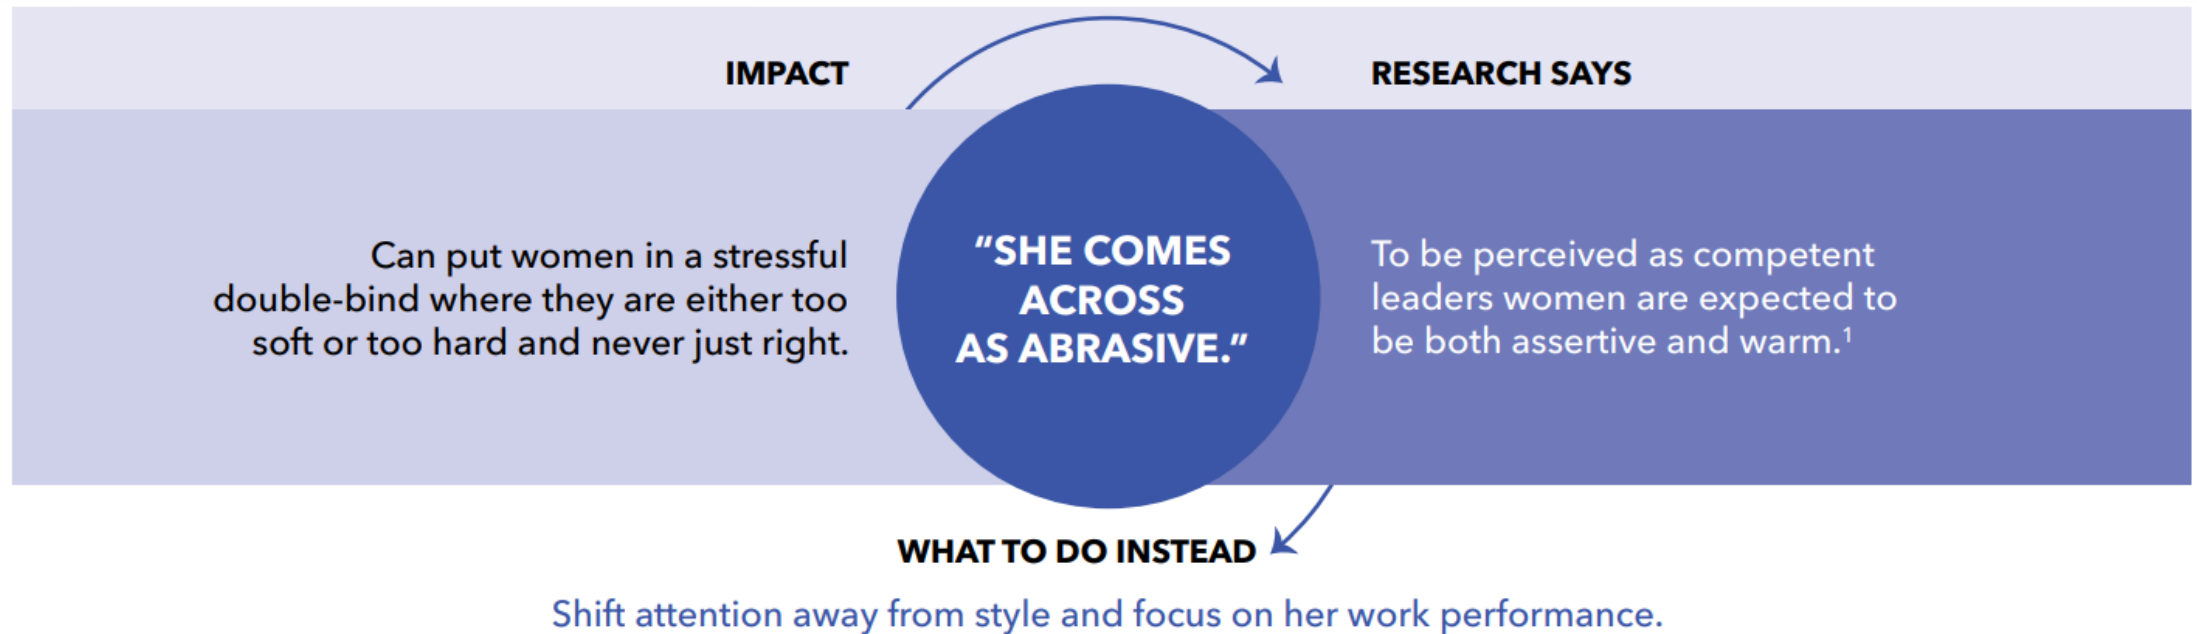 IMPACT
Can put women in a stressful
double-bind where they are either too
soft or too hard and never just right.
"SHE COMES
ACROSS
AS ABRASIVE."
RESEARCH SAYS
To be perceived as competent
leaders women are expected to
be both assertive and warm.¹
WHAT TO DO INSTEAD
Shift attention away from style and focus on her work performance.